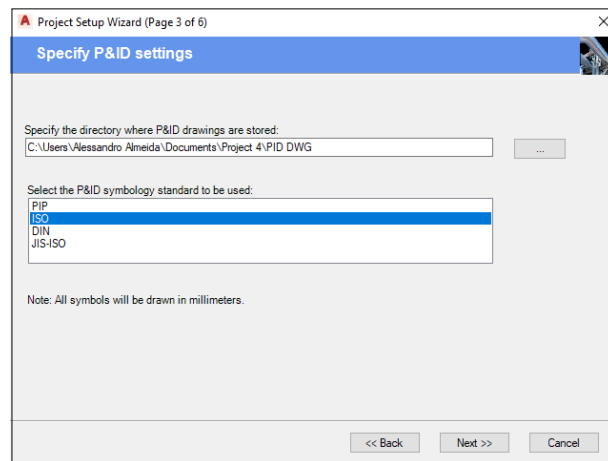 Project Setup Wizard (Page 3 of 6)
Specify P&ID settings
Specify the directory where P&ID drawings are stored:
C:\Users\Alessandro Almeida\Documents\Project 4\PID DWG
...
Select the P&ID symbology standard to be used:
PIP
ISO
DIN
JIS-ISO
Note: All symbols will be drawn in millimeters.
<< Back Next >> Cancel